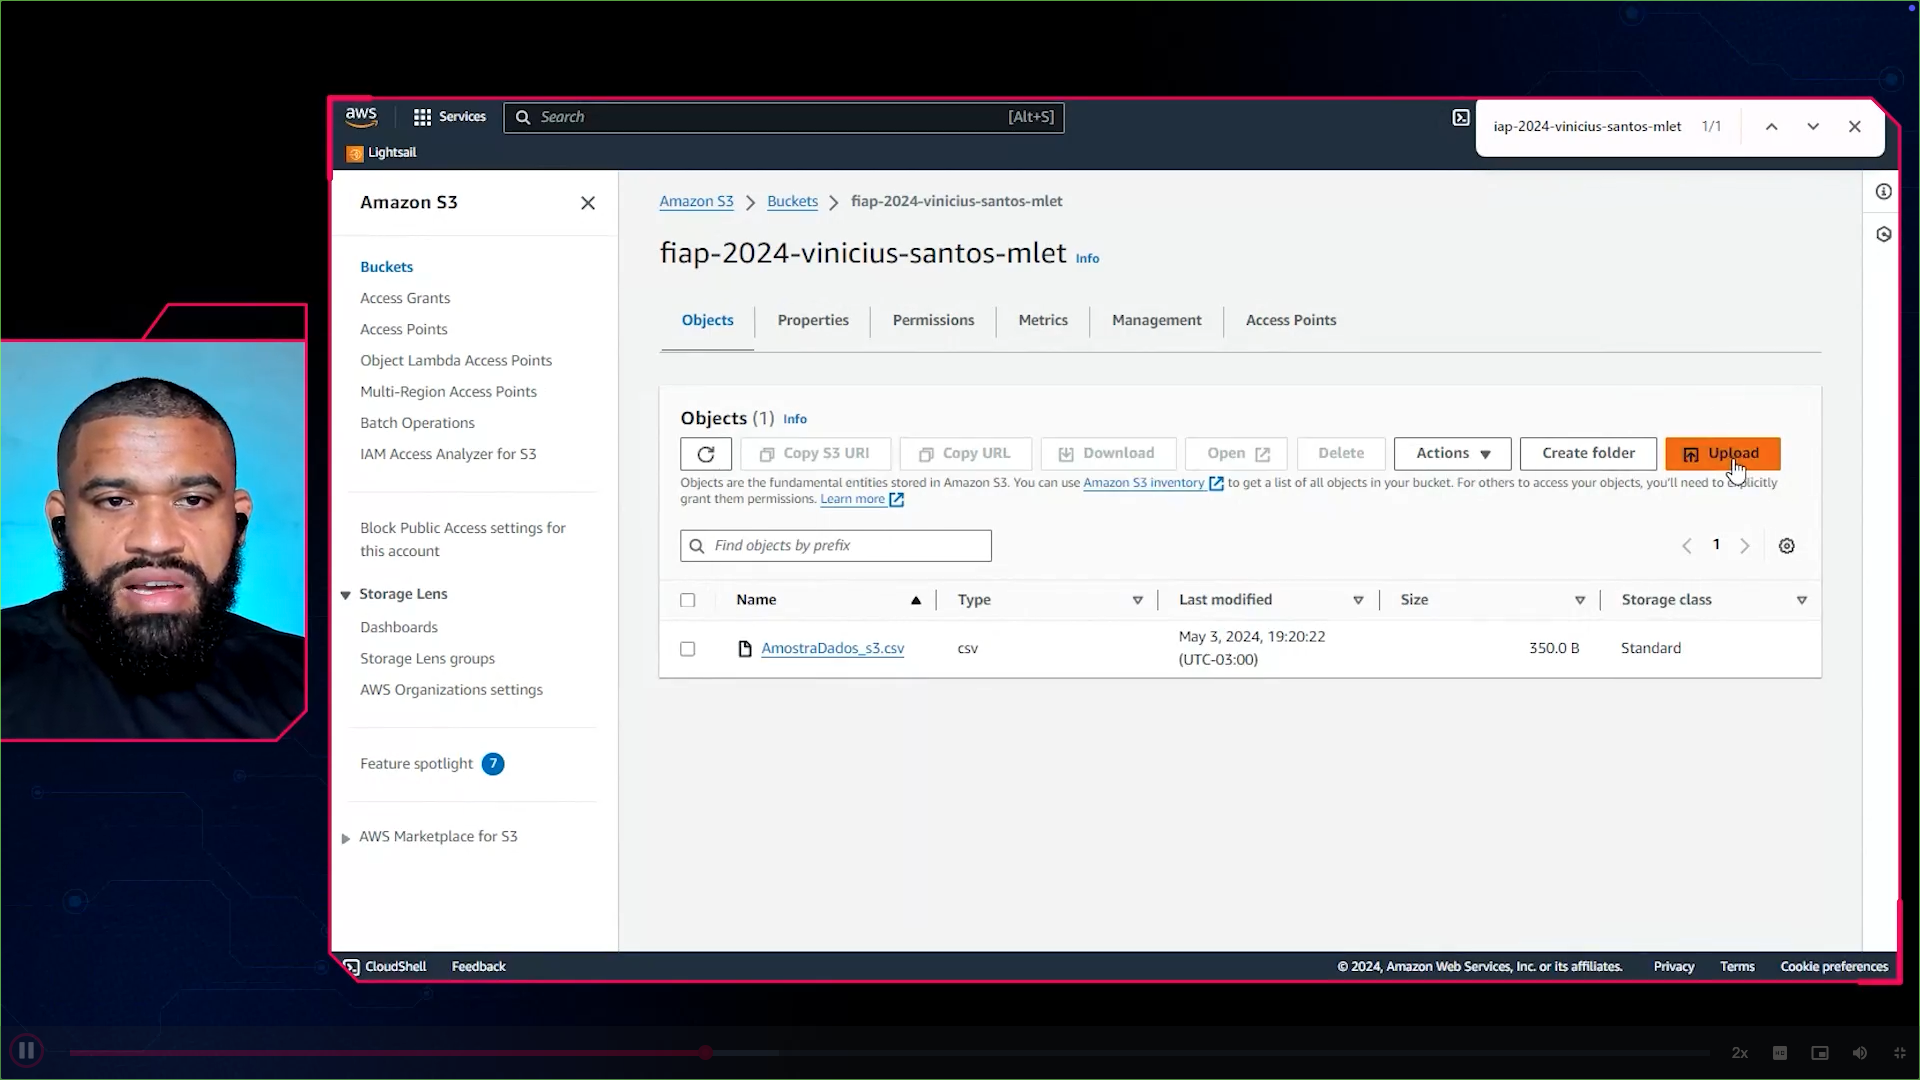 aws
Services
Search
[Alt+S]
iap-2024-vinicius-santos-mlet
1/1
Lightsail
Amazon S3
Buckets
Access Grants
Access Points
Object Lambda Access Points
Multi-Region Access Points
Batch Operations
IAM Access Analyzer for S3
Block Public Access settings for
this account
Storage Lens
Dashboards
Storage Lens groups
AWS Organizations settings
Feature spotlight 7
AWS Marketplace for S3
Amazon S3 > Buckets > fiap-2024-vinicius-santos-mlet
fiap-2024-vinicius-santos-mlet Info
Objects
Properties
Permissions
Metrics
Management
Access Points
Objects (1) Info
Copy S3 URI
Copy URL
Download
Open
Delete
Actions
Create folder
Upload
Objects are the fundamental entities stored in Amazon S3. You can use Amazon S3 inventory to get a list of all objects in your bucket. For others to access your objects, you'll need to explicitly
grant them permissions. Learn more
Find objects by prefix
1
Name
Type
Last modified
Size
Storage class
AmostraDados_s3.csv
csv
May 3, 2024, 19:20:22
(UTC-03:00)
350.0 B
Standard
CloudShell
Feedback
© 2024, Amazon Web Services, Inc. or its affiliates.
Privacy
Terms
Cookie preferences
2x